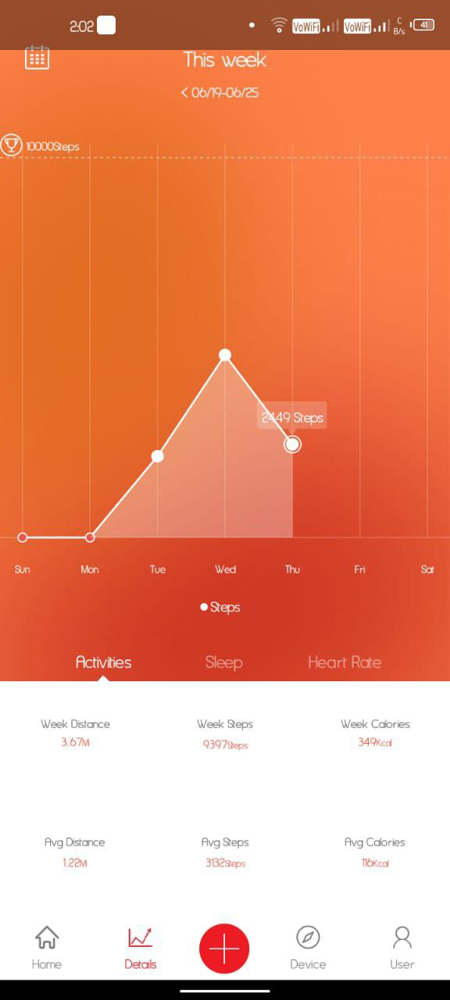 2:02 VoWiFi VoWiFi C B/s 41
This week
< 06/19-06/25
10000Steps
2449 Steps
Sun Mon Tue Wed Thu Fri Sat
Steps
Activities Sleep Heart Rate
Week Distance Week Steps Week Calories
3.67M 9397Steps 349Kcal
Avg Distance Avg Steps Avg Calories
1.22M 3132Steps 116Kcal
Home Details Device User